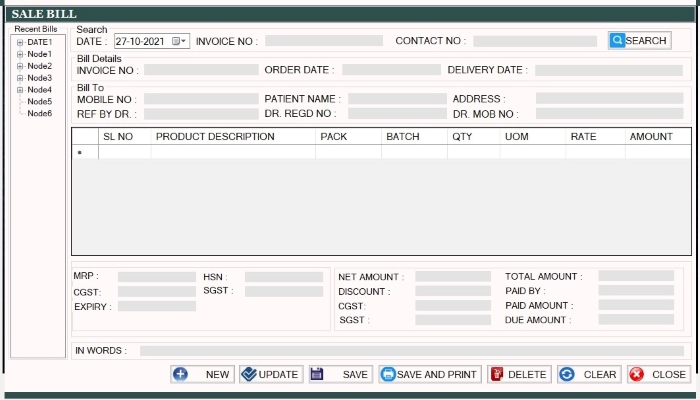 SALE BILL
Recent Bills
DATE1
Node1
Node2
Node3
Node4
Node5
Node6
Search
DATE : 27-10-2021 INVOICE NO : CONTACT NO : SEARCH
Bill Details
INVOICE NO : ORDER DATE : DELIVERY DATE :
Bill To
MOBILE NO : PATIENT NAME : ADDRESS :
REF BY DR. : DR. REGD NO : DR. MOB NO :
SL NO PRODUCT DESCRIPTION PACK BATCH QTY UOM RATE AMOUNT
MRP : HSN :
CGST: SGST :
EXPIRY :
NET AMOUNT : TOTAL AMOUNT :
DISCOUNT : PAID BY :
CGST: PAID AMOUNT :
SGST : DUE AMOUNT :
IN WORDS :
NEW UPDATE SAVE SAVE AND PRINT DELETE CLEAR CLOSE